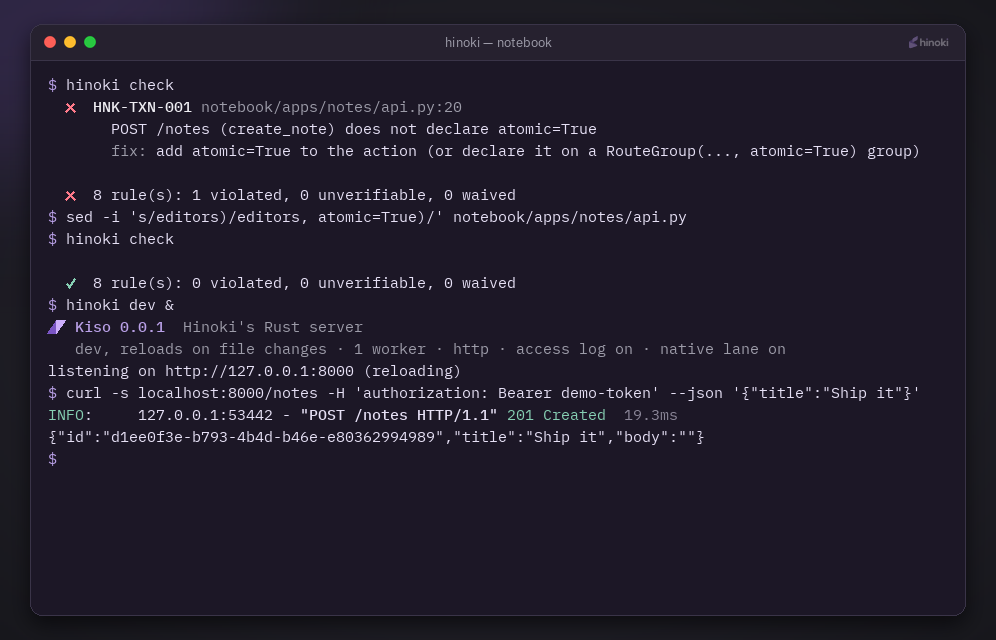 hinoki — notebook
hinoki
$ hinoki check
✗ HNK-TXN-001 notebook/apps/notes/api.py:20
POST /notes (create_note) does not declare atomic=True
fix: add atomic=True to the action (or declare it on a RouteGroup(..., atomic=True) group)
✗ 8 rule(s): 1 violated, 0 unverifiable, 0 waived
$ sed -i 's/editors)/editors, atomic=True)/' notebook/apps/notes/api.py
$ hinoki check
✓ 8 rule(s): 0 violated, 0 unverifiable, 0 waived
$ hinoki dev &
Kiso 0.0.1  Hinoki's Rust server
dev, reloads on file changes · 1 worker · http · access log on · native lane on
listening on http://127.0.0.1:8000 (reloading)
$ curl -s localhost:8000/notes -H 'authorization: Bearer demo-token' --json '{"title":"Ship it"}'
INFO:     127.0.0.1:53442 - "POST /notes HTTP/1.1" 201 Created  19.3ms
{"id":"d1ee0f3e-b793-4b4d-b46e-e80362994989","title":"Ship it","body":""}
$